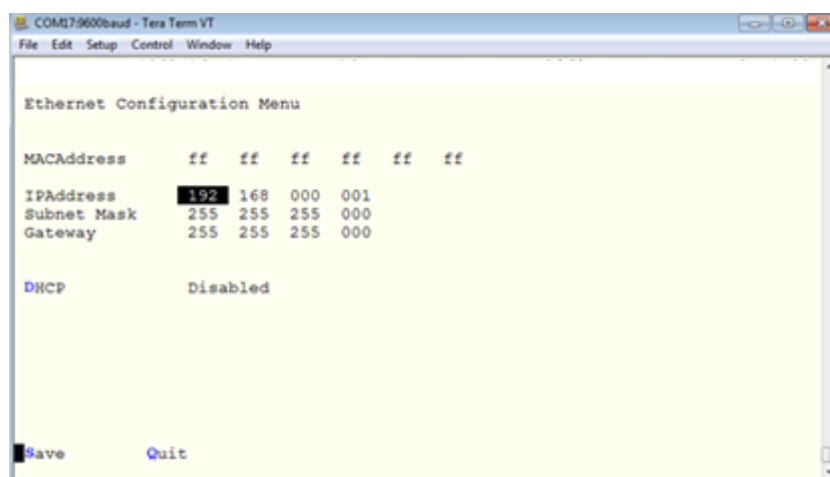 COM17:9600baud - Tera Term VT
File Edit Setup Control Window Help
Ethernet Configuration Menu
MACAddress ff ff ff ff ff ff
IPAddress 192 168 000 001
Subnet Mask 255 255 255 000
Gateway 255 255 255 000
DHCP Disabled
Save Quit